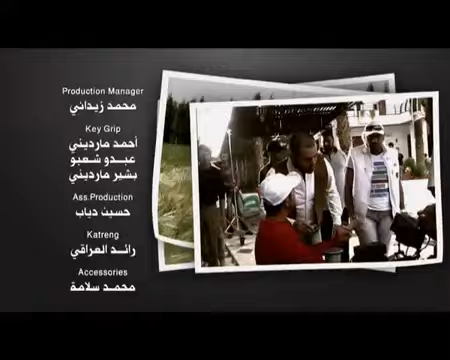 Production Manager
محمد زيداني
Key Grip
أحمد مارديني
عبدو شعبو
بشير مارديني
Ass.Production
حسين دياب
Katreng
رائد العراقي
Accessories
محمد سلامة